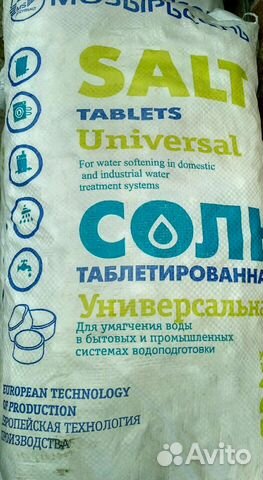 МОЗЫРЬСОЛЬ
SALT
TABLETS
Universal
For water softening in domestic
and industrial water
treatment systems
СОЛЬ
ТАБЛЕТИРОВАННА
Универсальна
Для умягчения воды
в бытовых и промышленных
системах водоподготовки
EUROPEAN TECHNOLOGY
OF PRODUCTION
ЕВРОПЕЙСКАЯ ТЕХНОЛОГИЯ
ПРОИЗВОДСТВА
Avito